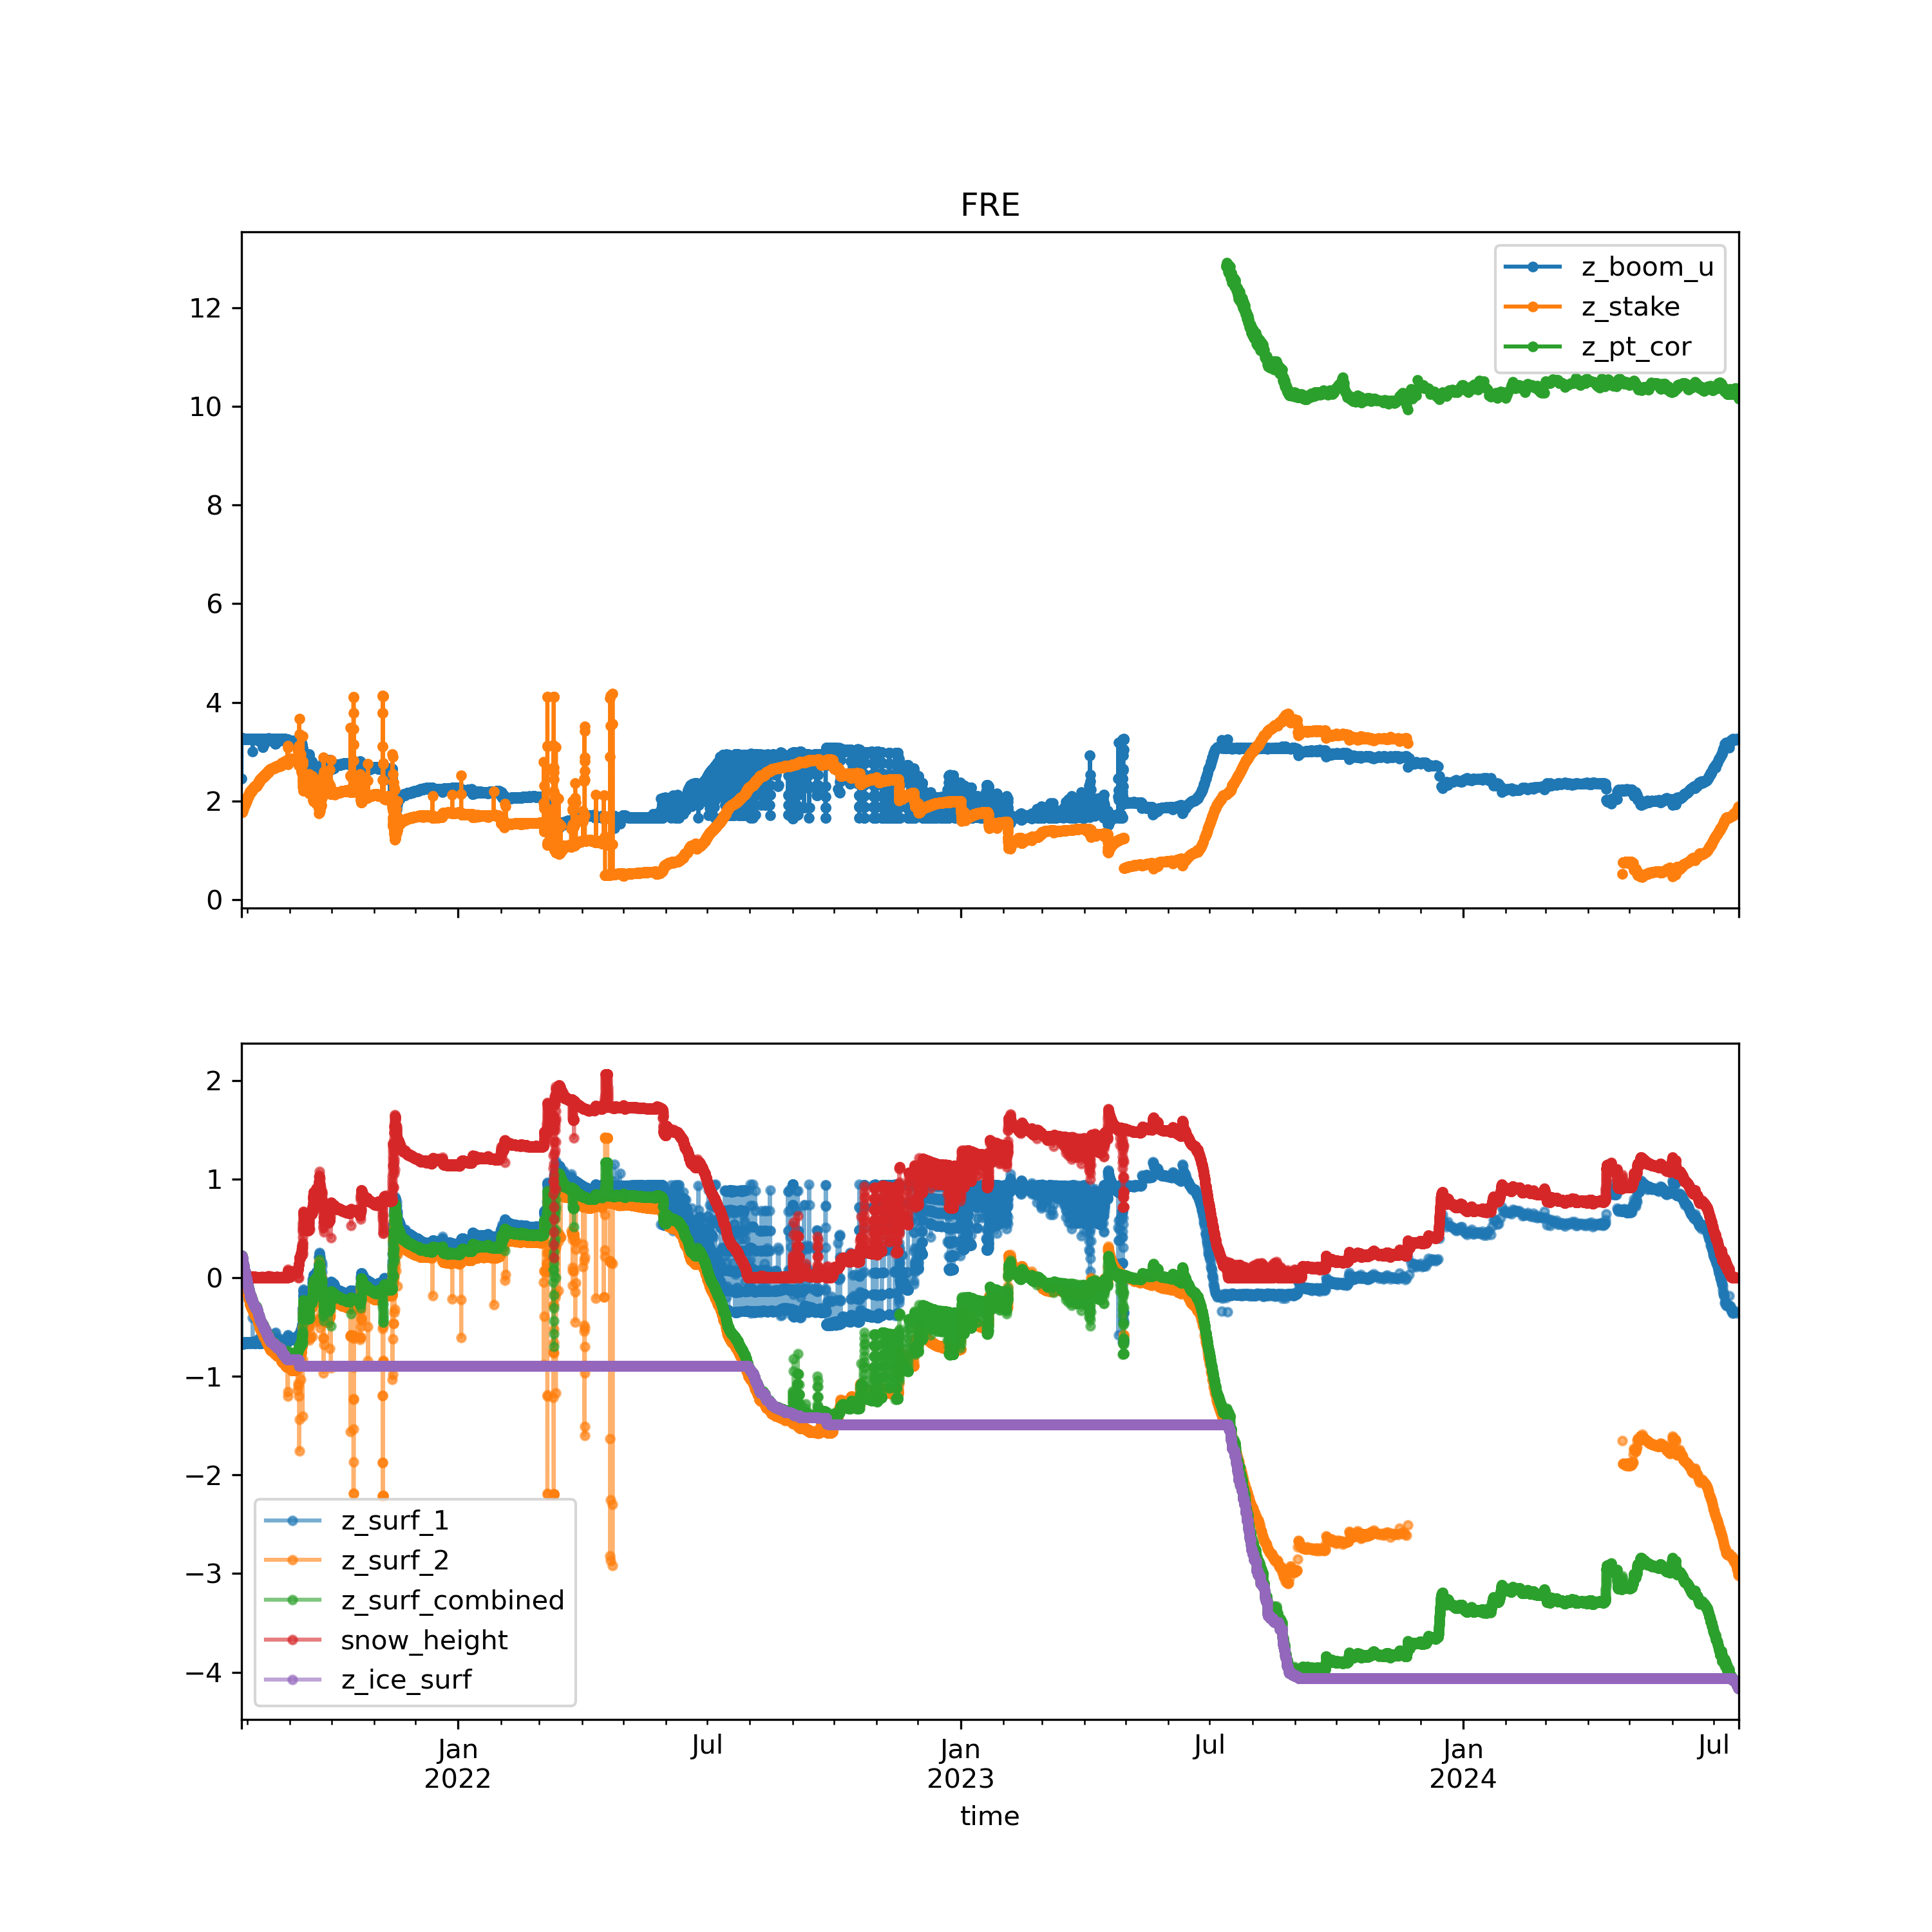 FRE
12
10
8
6
4
2
0
z_boom_u
z_stake
z_pt_cor
2
1
0
−1
−2
−3
−4
z_surf_1
z_surf_2
z_surf_combined
snow_height
z_ice_surf
Jan Jul Jan Jul Jan Jul
2022 2023 2024
time